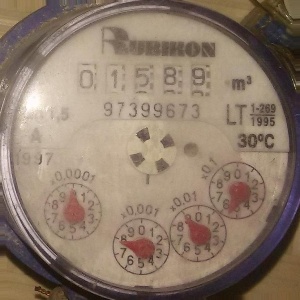 RUBIKON
01589 m³
97399673
1,5
LT 1-269
1995
A
30°C
1997
x0,0001
x0,1
x0,001
x0,01